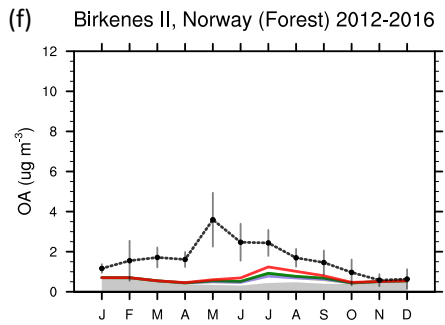 (f) Birkenes II, Norway (Forest) 2012-2016
12
10
8
6
4
2
0
OA (ug m-3)
J F M A M J J A S O N D